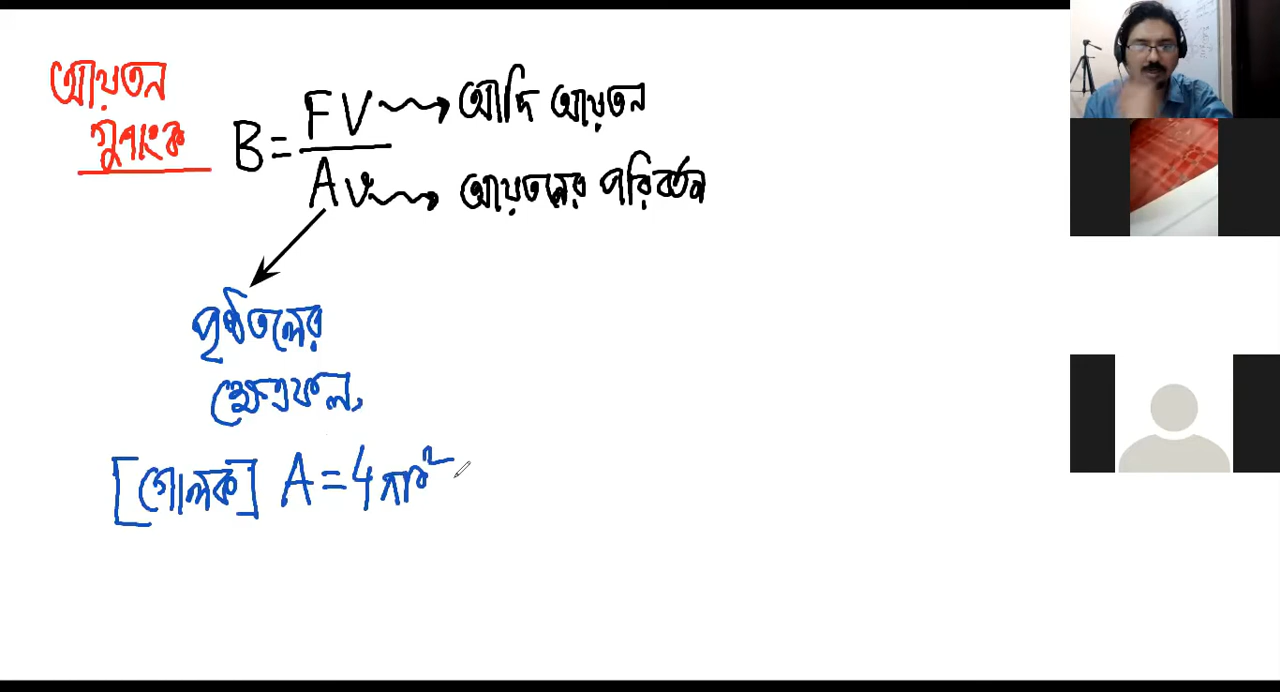 আয়তন
গুণাংক
B = FV / Av
আদি আয়তন
আয়তনের পরিবর্তন
পৃষ্ঠতলের
ক্ষেত্রফল,
[গোলক] A = 4πr²